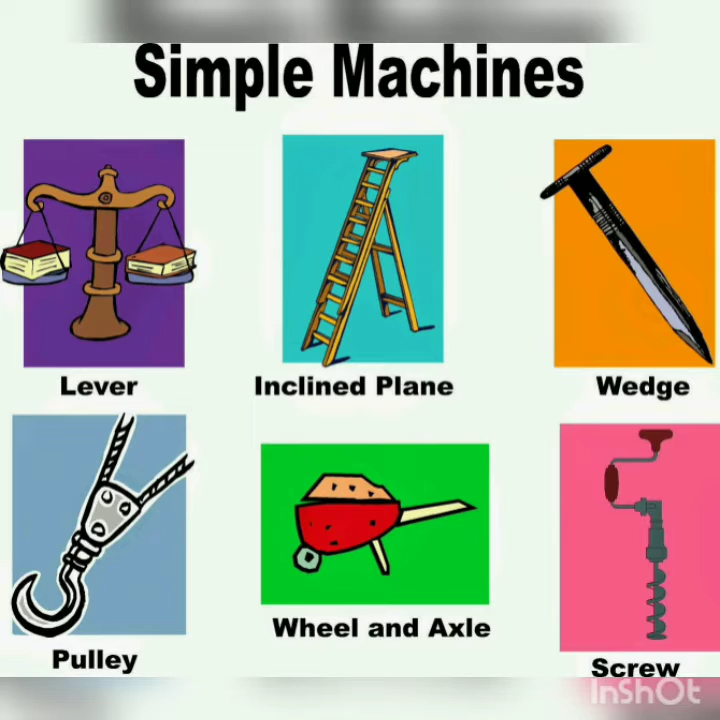 Simple Machines
Lever
Inclined Plane
Wedge
Pulley
Wheel and Axle
Screw
InShOt